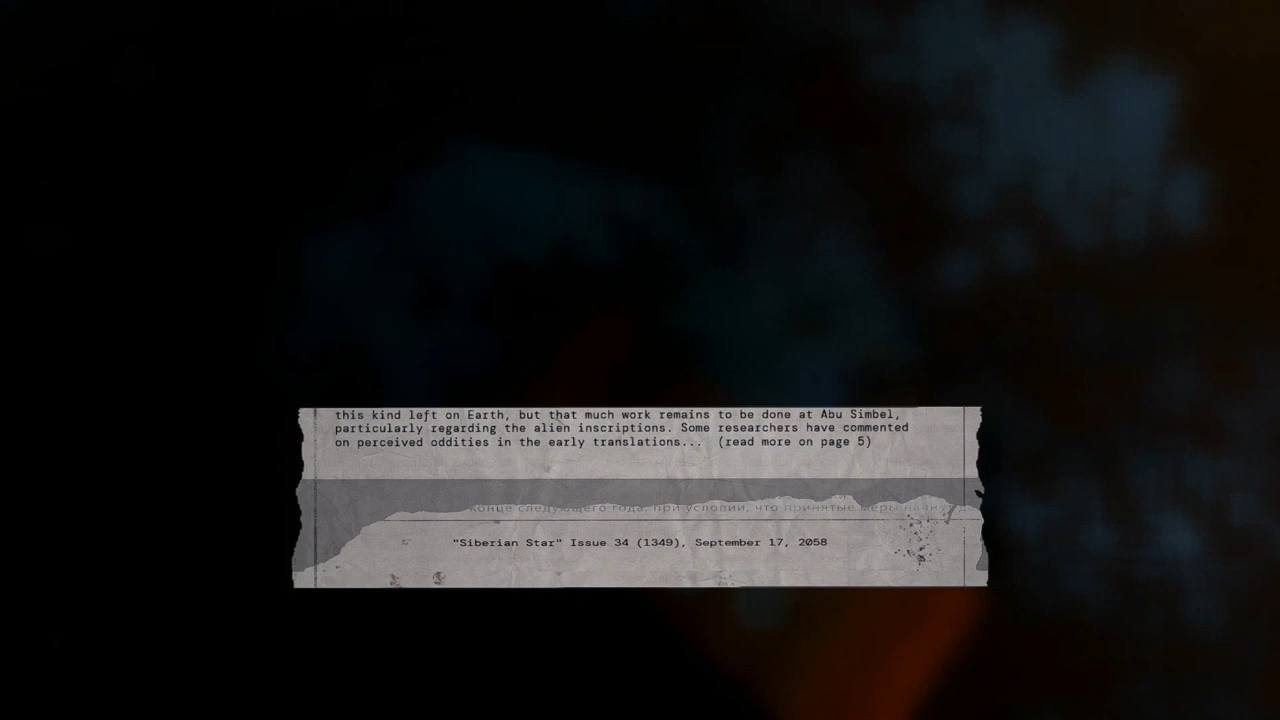 this kind left on Earth, but that much work remains to be done at Abu Simbel,
particularly regarding the alien inscriptions. Some researchers have commented
on perceived oddities in the early translations... (read more on page 5)
конце следующего года, при условии, что принятые меры
"Siberian Star" Issue 34 (1349), September 17, 2058